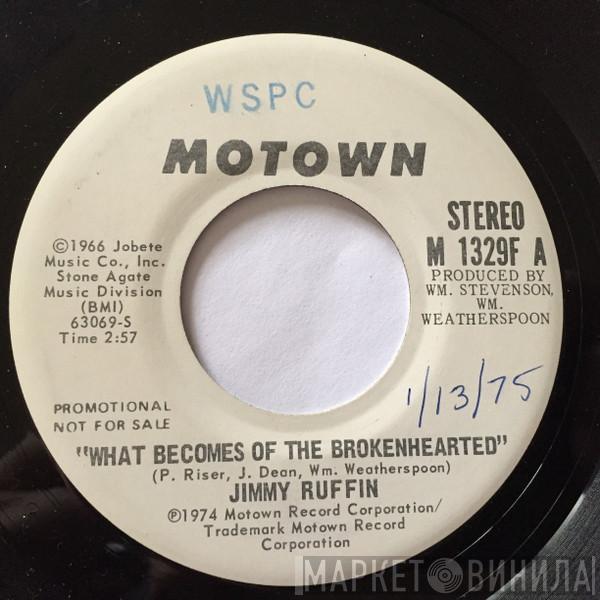 WSPC
MOTOWN
STEREO
M 1329F A
PRODUCED BY
WM. STEVENSON,
WM.
WEATHERSPOON
©1966 Jobete
Music Co., Inc.
Stone Agate
Music Division
(BMI)
63069-S
Time 2:57
1/13/75
PROMOTIONAL
NOT FOR SALE
"WHAT BECOMES OF THE BROKENHEARTED"
(P. Riser, J. Dean, Wm. Weatherspoon)
JIMMY RUFFIN
℗1974 Motown Record Corporation/
Trademark Motown Record
Corporation
МАРКЕТ ВИНИЛА